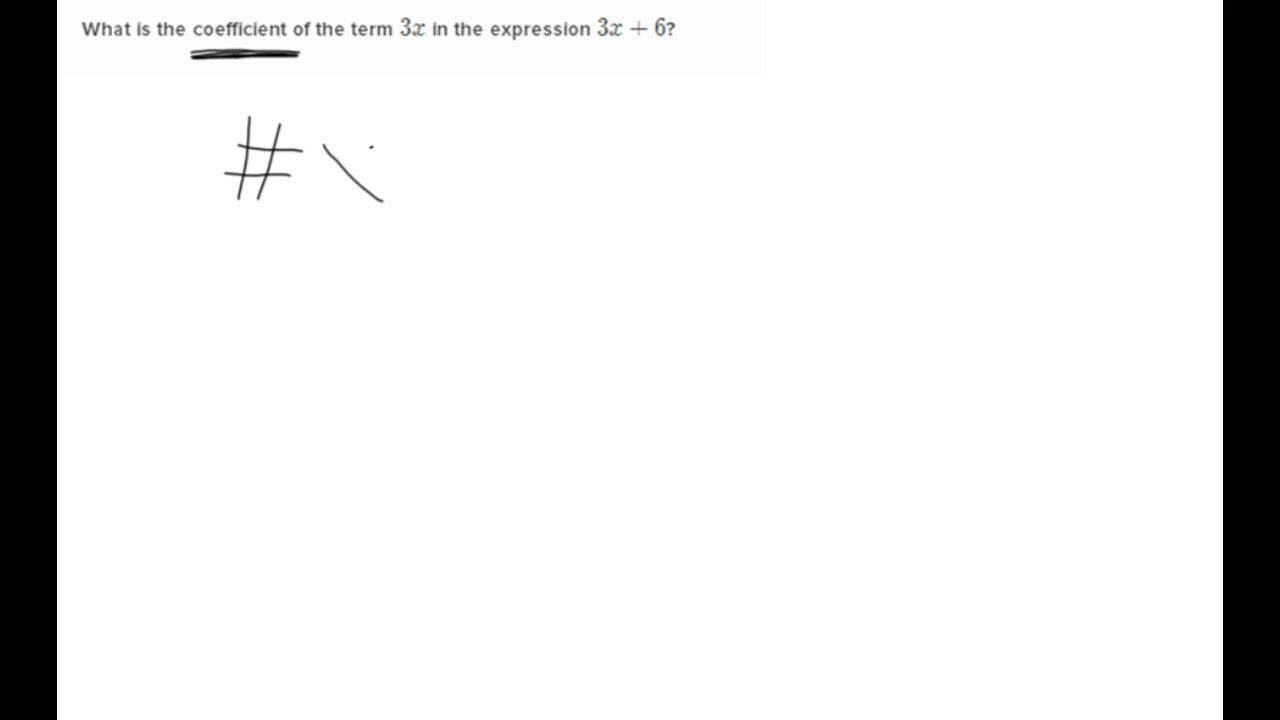 What is the coefficient of the term 3x in the expression 3x + 6?
#